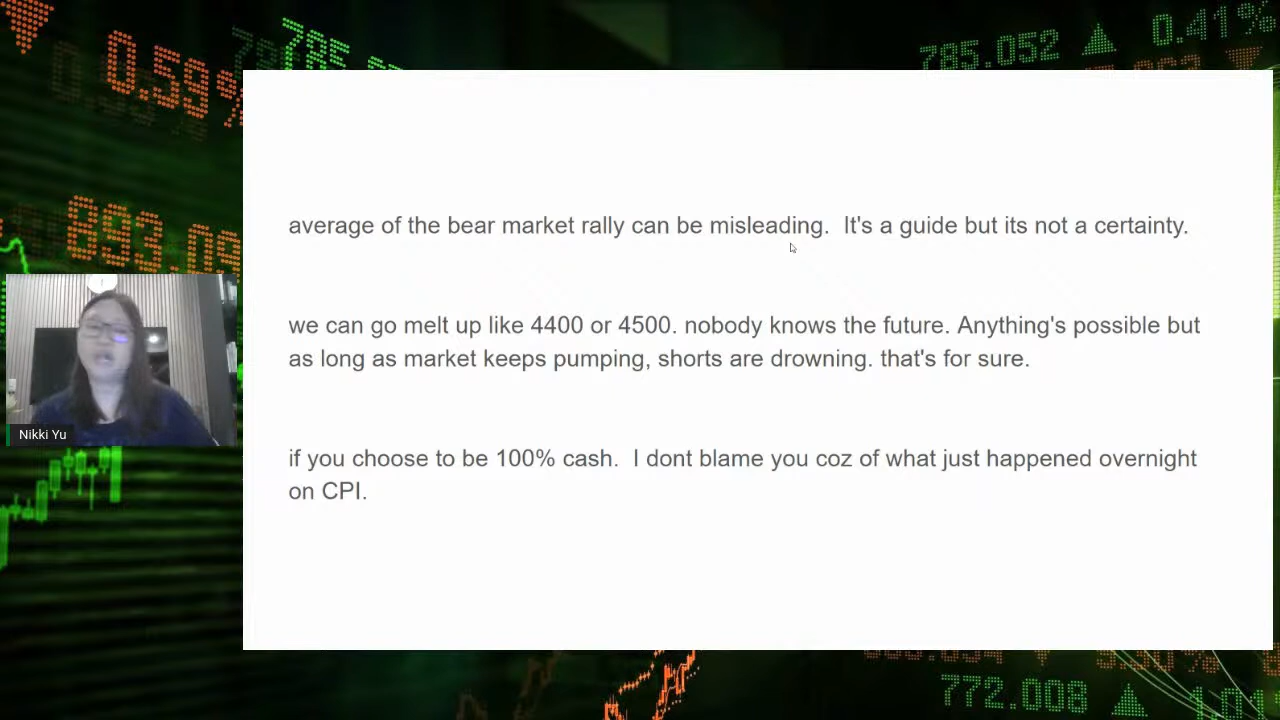 0.59%
785.052 ▲ 0.41%
893.09
average of the bear market rally can be misleading.  It's a guide but its not a certainty.
we can go melt up like 4400 or 4500. nobody knows the future. Anything's possible but
as long as market keeps pumping, shorts are drowning. that's for sure.
Nikki Yu
if you choose to be 100% cash.  I dont blame you coz of what just happened overnight
on CPI.
772.008 ▲